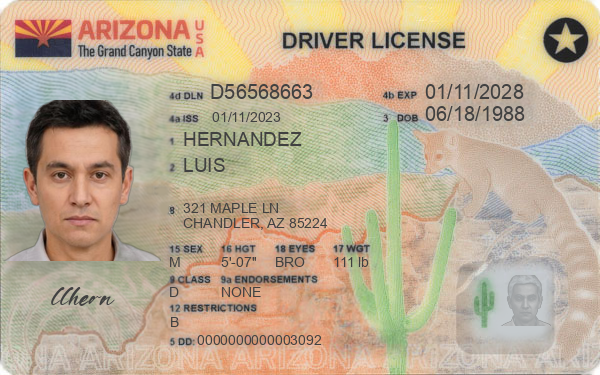 ARIZONA USA
The Grand Canyon State
DRIVER LICENSE
4d DLN D56568663
4b EXP 01/11/2028
4a ISS 01/11/2023
3 DOB 06/18/1988
1 HERNANDEZ
2 LUIS
8 321 MAPLE LN
CHANDLER, AZ 85224
15 SEX 16 HGT 18 EYES 17 WGT
M 5'-07" BRO 111 lb
9 CLASS 9a ENDORSEMENTS
D NONE
12 RESTRICTIONS
B
5 DD: 0000000000003092
ARIZONA ARIZONA ARIZONA ARIZONA